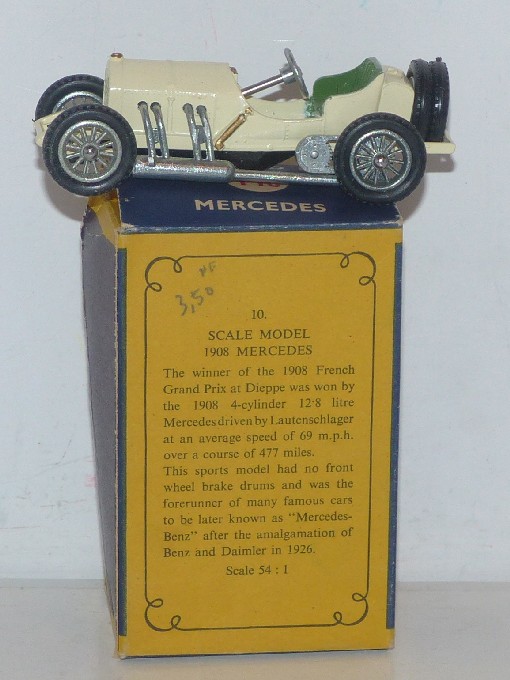 MERCEDES
3,50
10.
SCALE MODEL
1908 MERCEDES
The winner of the 1908 French
Grand Prix at Dieppe was won by
the 1908 4-cylinder 12·8 litre
Mercedes driven by Lautenschlager
at an average speed of 69 m.p.h.
over a course of 477 miles.
This sports model had no front
wheel brake drums and was the
forerunner of many famous cars
to be later known as "Mercedes-
Benz" after the amalgamation of
Benz and Daimler in 1926.
Scale 54 : 1